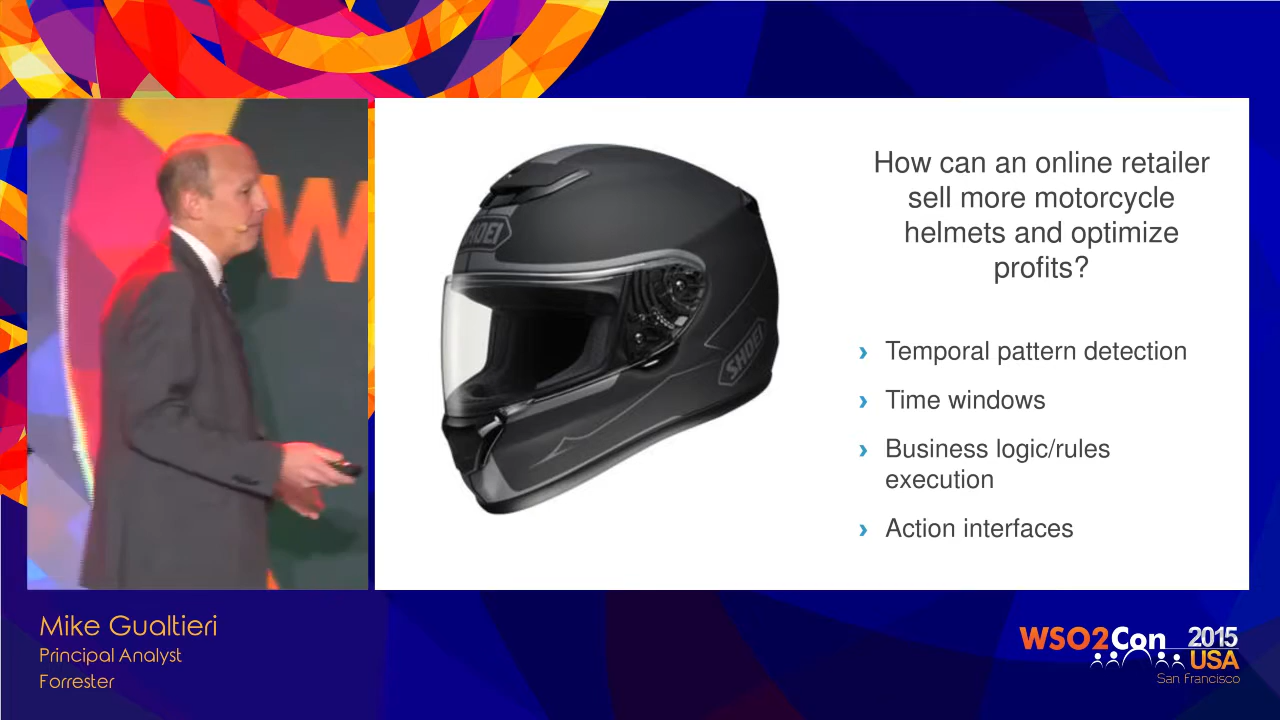 W
How can an online retailer
sell more motorcycle
helmets and optimize
profits?
SHOEI
SHOEI
› Temporal pattern detection
› Time windows
› Business logic/rules
execution
› Action interfaces
Mike Gualtieri
Principal Analyst
Forrester
WSO2Con 2015
USA
San Francisco